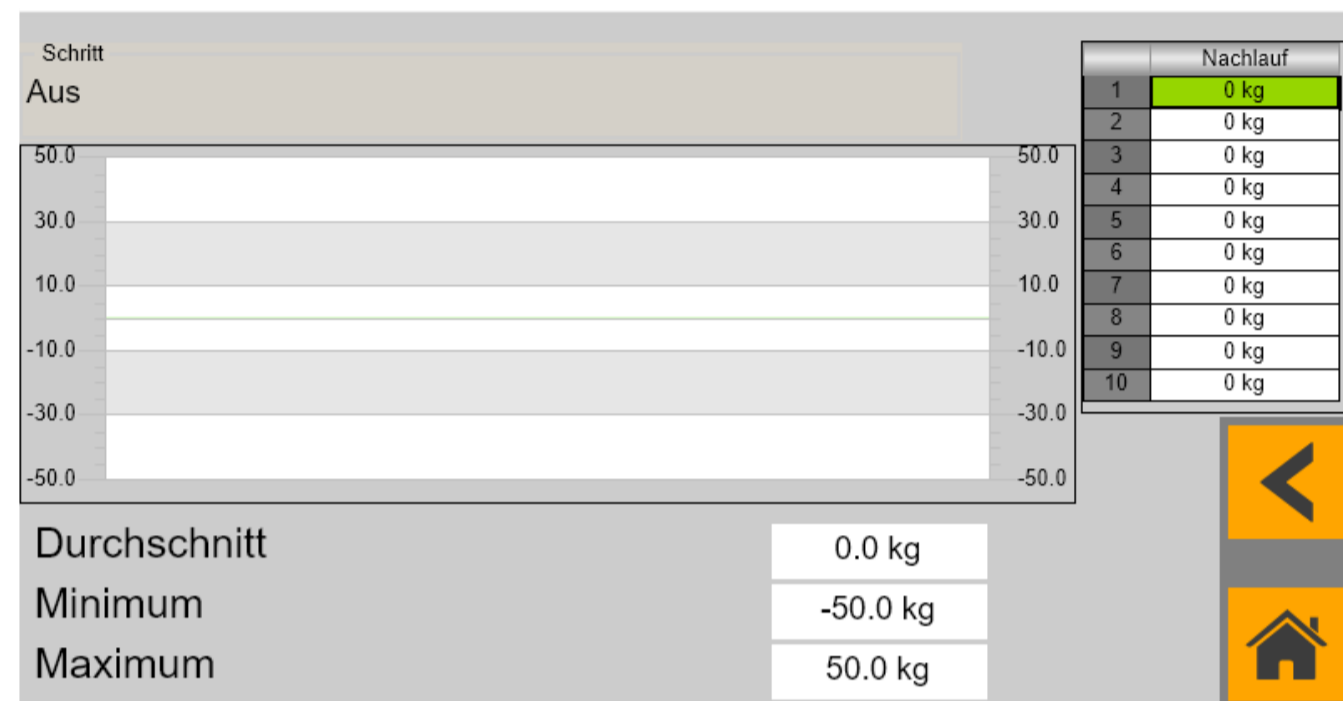 Schritt
Aus
50.0 50.0
30.0 30.0
10.0 10.0
-10.0 -10.0
-30.0 -30.0
-50.0 -50.0
Nachlauf
1 0 kg
2 0 kg
3 0 kg
4 0 kg
5 0 kg
6 0 kg
7 0 kg
8 0 kg
9 0 kg
10 0 kg
Durchschnitt 0.0 kg
Minimum -50.0 kg
Maximum 50.0 kg